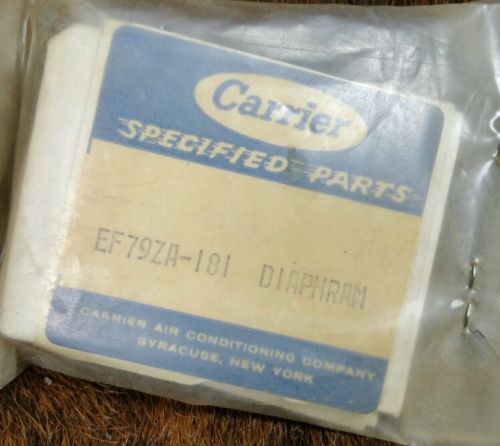 Carrier
SPECIFIED PARTS
EF79ZA-181 DIAPHRAM
CARRIER AIR CONDITIONING COMPANY
SYRACUSE, NEW YORK